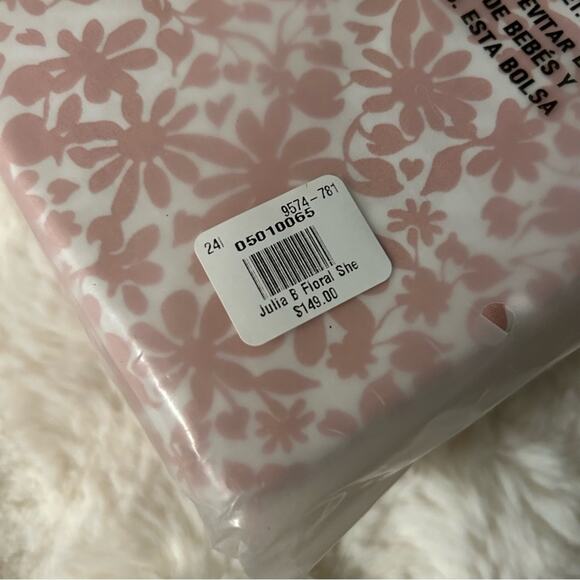 EVITAR
DE BEBÉS Y
ESTA BOLSA
9574-781
24
05010065
Julia B Floral She
$149.00